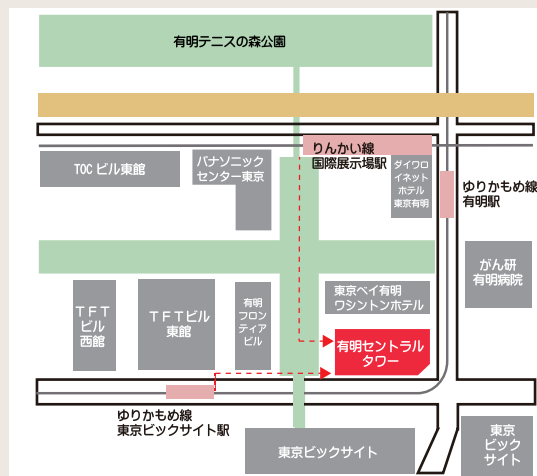 有明テニスの森公園
りんかい線
国際展示場駅
TOCビル東館
パナソニック
センター東京
ダイワロ
イネット
ホテル
東京有明
ゆりかもめ線
有明駅
がん研
有明病院
TFT
ビル
西館
TFTビル
東館
有明
フロン
ティア
ビル
東京ベイ有明
ワシントンホテル
有明セントラル
タワー
ゆりかもめ線
東京ビックサイト駅
東京ビックサイト
東京
ビック
サイト